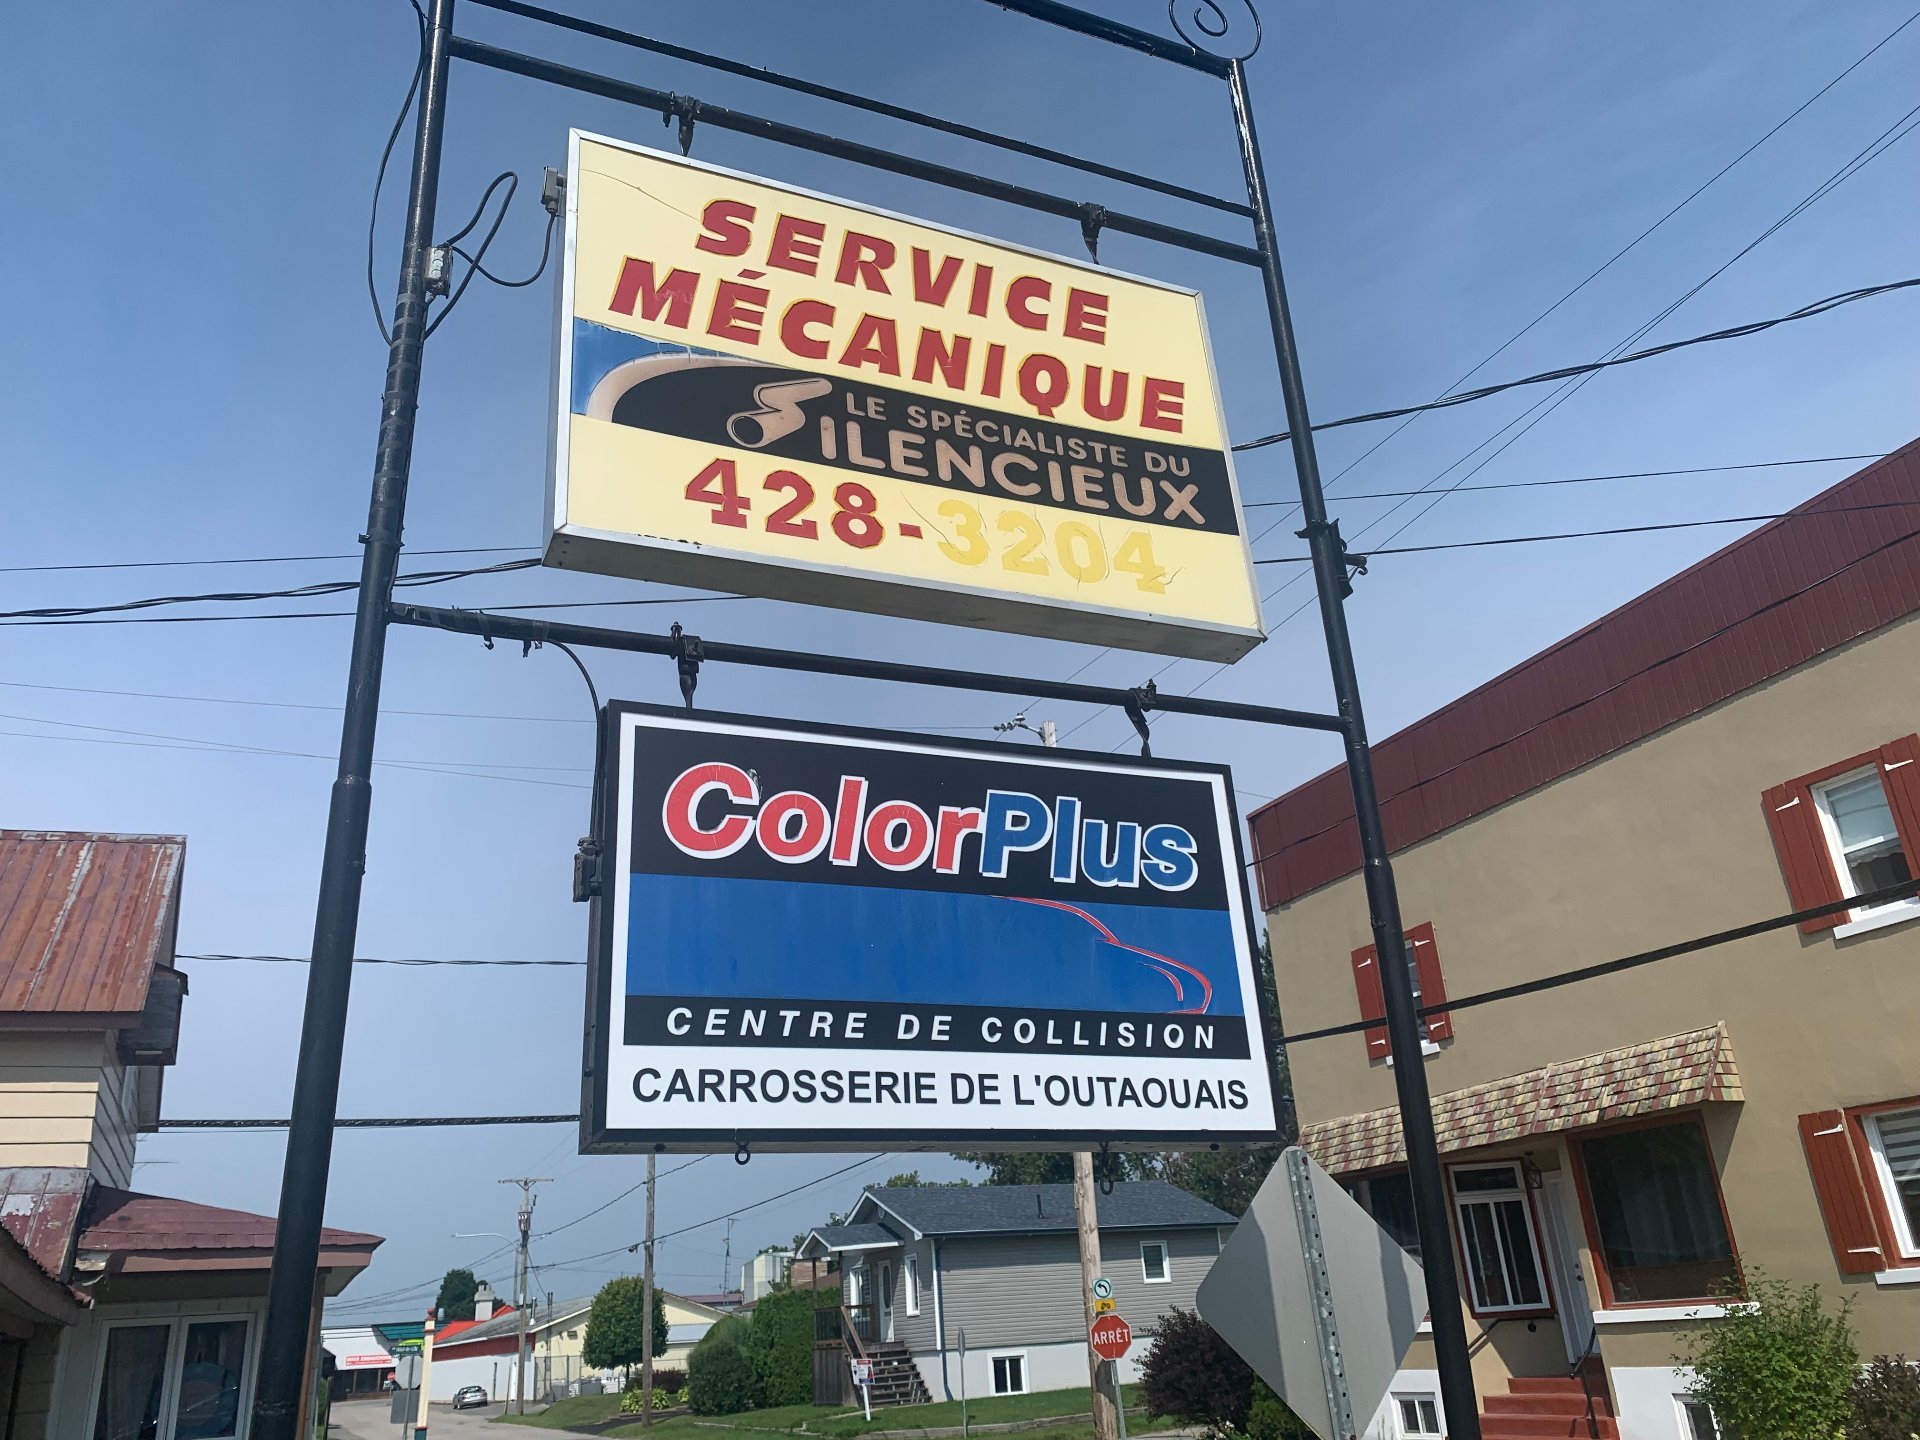 SERVICE
MÉCANIQUE
LE SPÉCIALISTE DU
SILENCIEUX
428-3204
ColorPlus
CENTRE DE COLLISION
CARROSSERIE DE L'OUTAOUAIS
ARRÊT